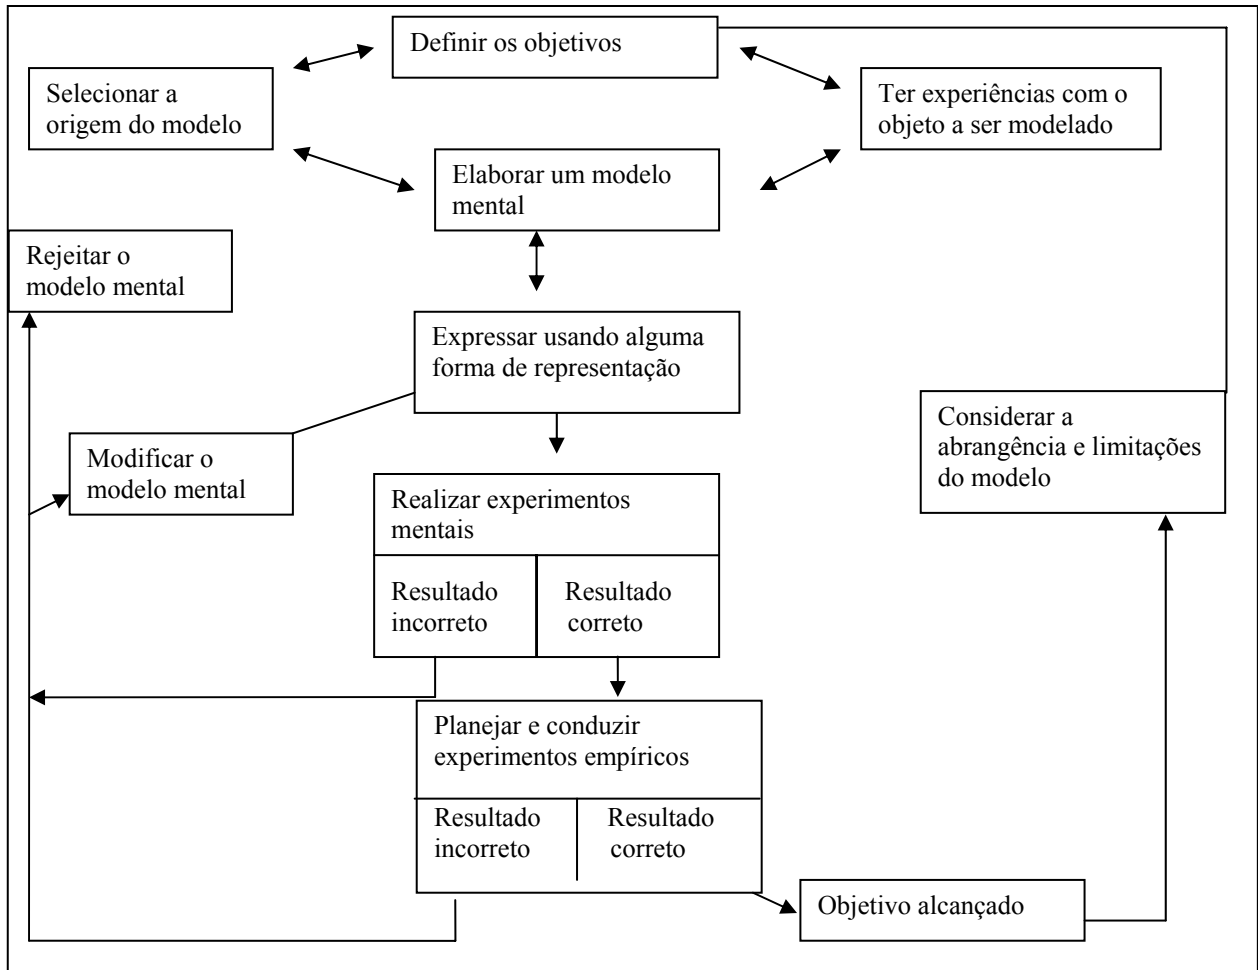 Definir os objetivos
Selecionar a
origem do modelo
Ter experiências com o
objeto a ser modelado
Elaborar um modelo
mental
Rejeitar o
modelo mental
Expressar usando alguma
forma de representação
Considerar a
abrangência e limitações
do modelo
Modificar o
modelo mental
Realizar experimentos
mentais
Resultado
incorreto
Resultado
correto
Planejar e conduzir
experimentos empíricos
Resultado
incorreto
Resultado
correto
Objetivo alcançado